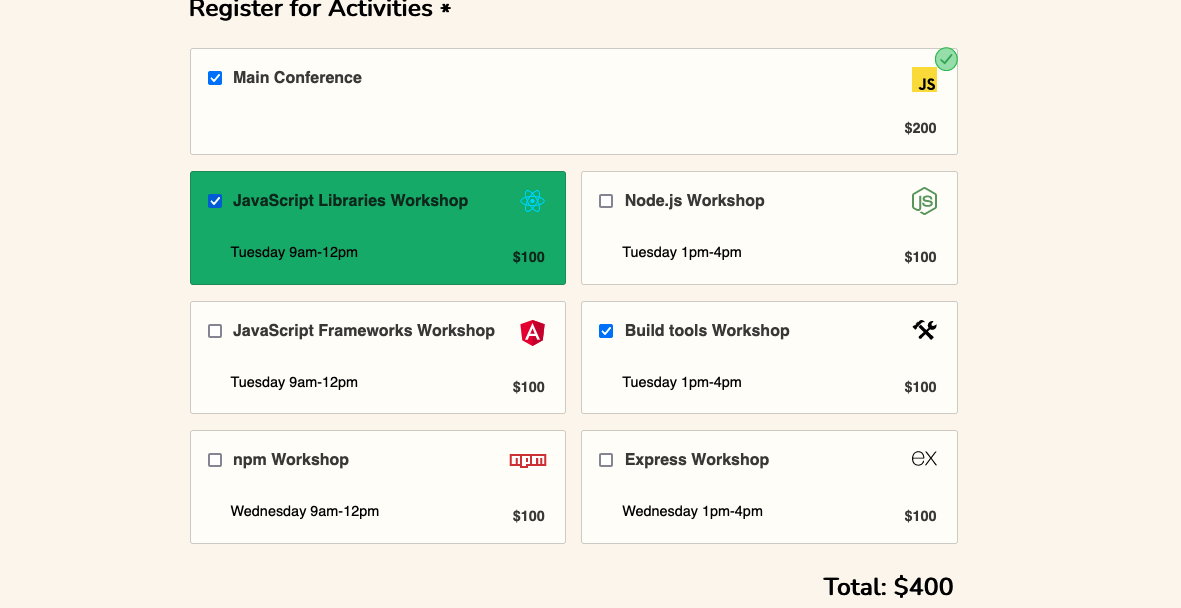 Register for Activities *
Main Conference
JS
$200
JavaScript Libraries Workshop
Tuesday 9am-12pm
$100
Node.js Workshop
JS
Tuesday 1pm-4pm
$100
JavaScript Frameworks Workshop
A
Tuesday 9am-12pm
$100
Build tools Workshop
Tuesday 1pm-4pm
$100
npm Workshop
npm
Wednesday 9am-12pm
$100
Express Workshop
ex
Wednesday 1pm-4pm
$100
Total: $400